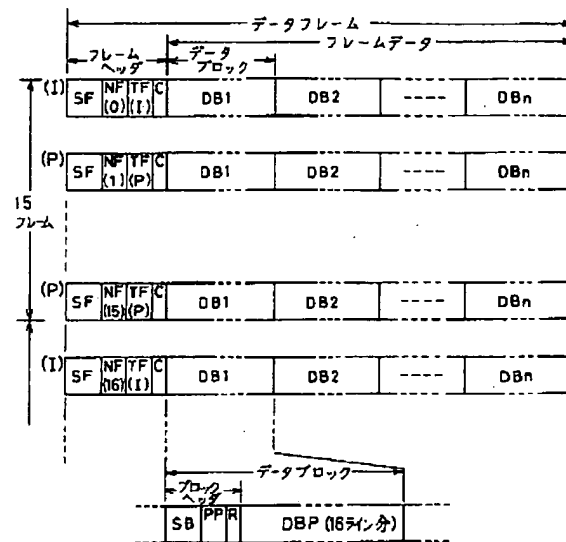 データフレーム
フレームデータ
フレームヘッダ
データブロック
(I) SF NF(0) TF(I) C DB1 DB2 ---- DBn
(P) SF NF(1) TF(P) C DB1 DB2 ---- DBn
15フレーム
(P) SF NF(15) TF(P) C DB1 DB2 ---- DBn
(I) SF NF(16) TF(I) C DB1 DB2 ---- DBn
データブロック
ブロックヘッダ
SB PP R DBP (16ライン分)